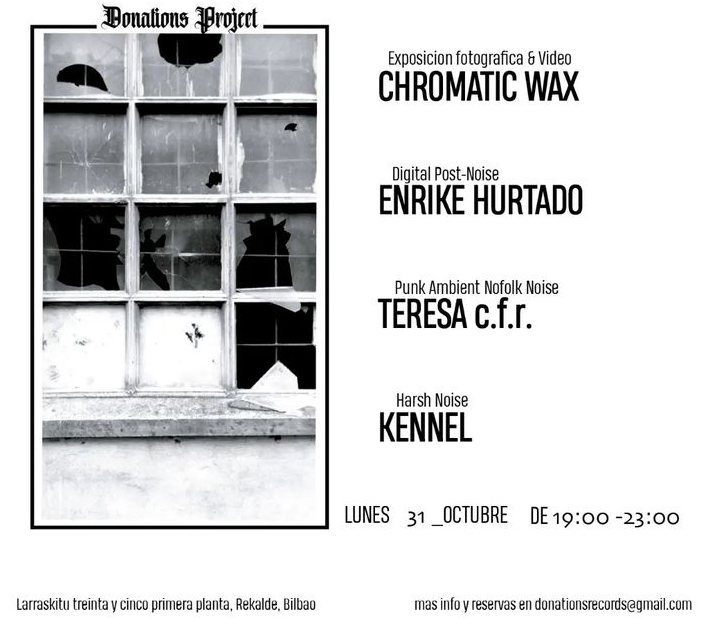 Donations Project
Exposicion fotografica & Video
CHROMATIC WAX
Digital Post-Noise
ENRIKE HURTADO
Punk Ambient Nofolk Noise
TERESA c.f.r.
Harsh Noise
KENNEL
LUNES 31 _OCTUBRE DE 19:00 -23:00
Larraskitu treinta y cinco primera planta, Rekalde, Bilbao
mas info y reservas en donationsrecords@gmail.com